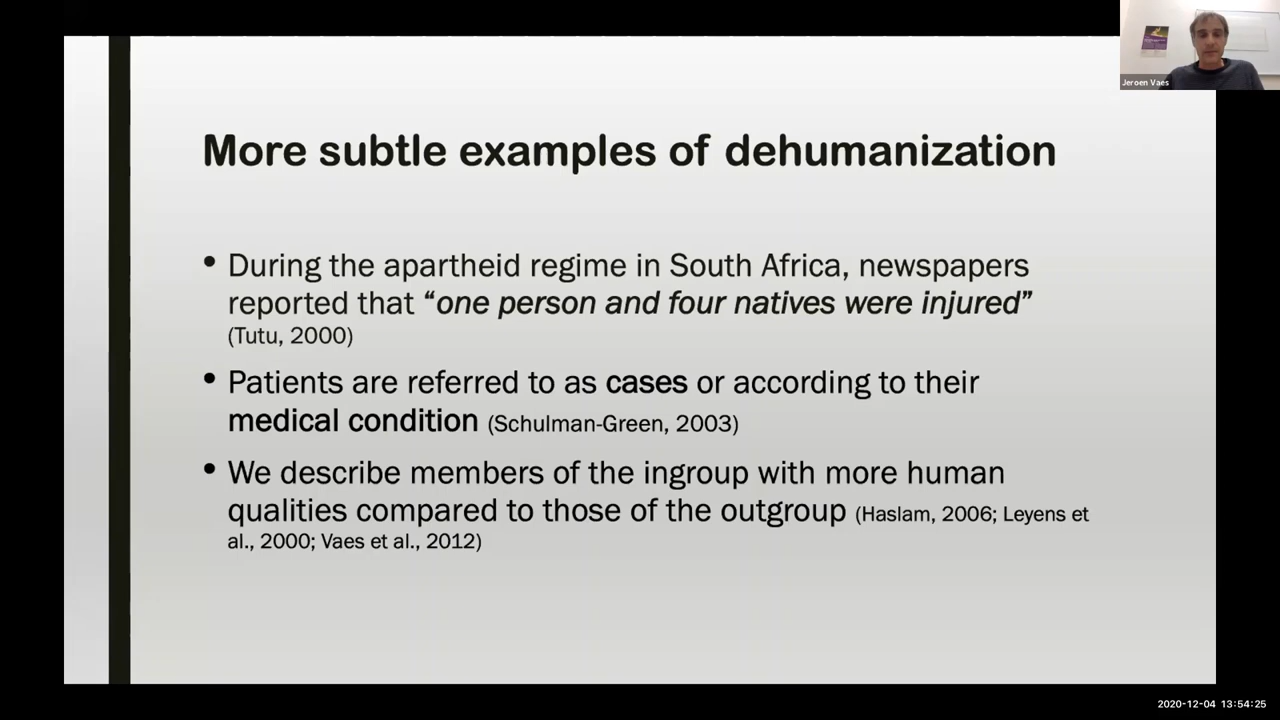 Jeroen Vaes
More subtle examples of dehumanization
• During the apartheid regime in South Africa, newspapers
reported that “one person and four natives were injured”
(Tutu, 2000)
• Patients are referred to as cases or according to their
medical condition (Schulman-Green, 2003)
• We describe members of the ingroup with more human
qualities compared to those of the outgroup (Haslam, 2006; Leyens et
al., 2000; Vaes et al., 2012)
2020-12-04 13:54:25